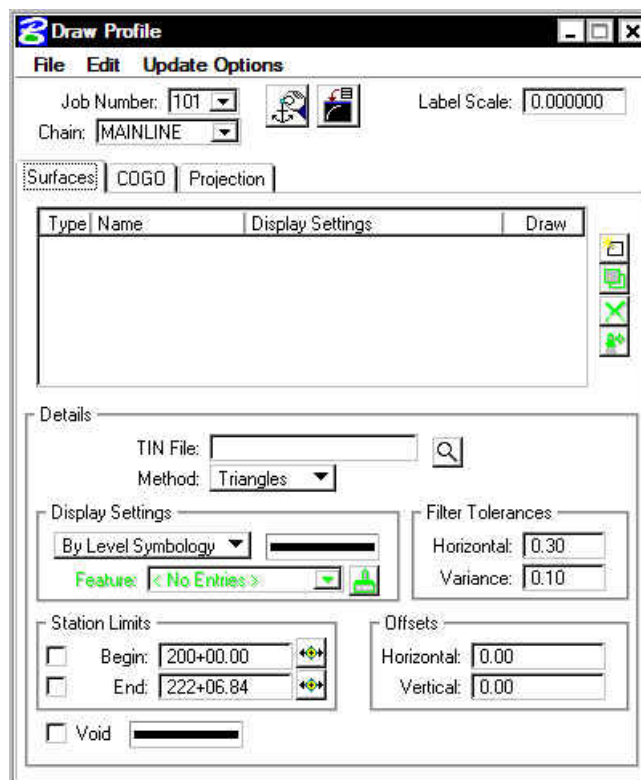 Draw Profile
File Edit Update Options
Job Number: 101 Label Scale: 0.000000
Chain: MAINLINE
Surfaces COGO Projection
Type Name Display Settings Draw
Details
TIN File:
Method: Triangles
Display Settings Filter Tolerances
By Level Symbology Horizontal: 0.30
Feature: < No Entries > Variance: 0.10
Station Limits Offsets
Begin: 200+00.00 Horizontal: 0.00
End: 222+06.84 Vertical: 0.00
Void